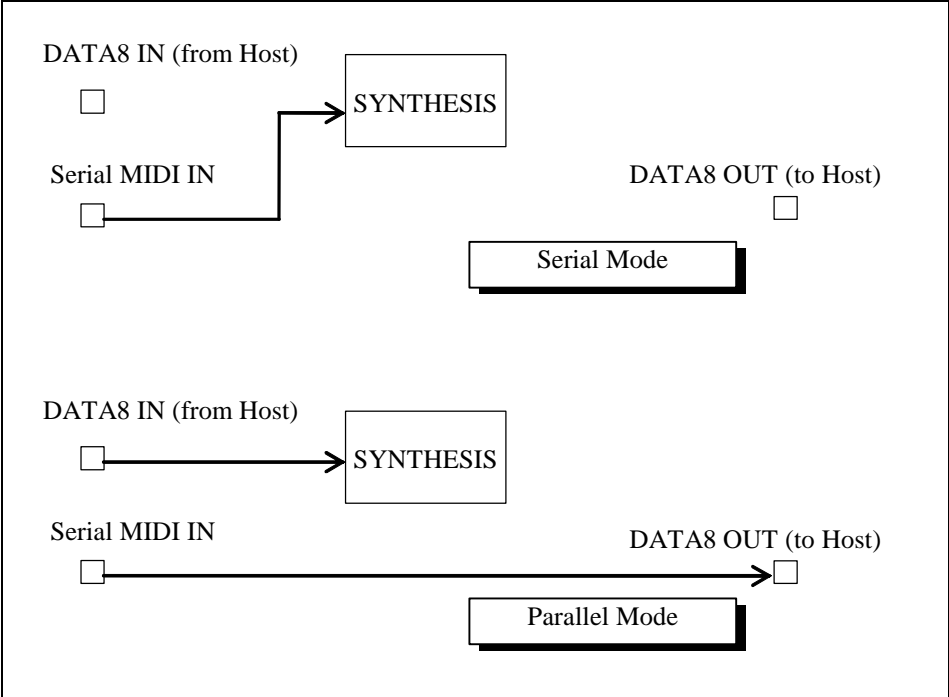 DATA8 IN (from Host)
SYNTHESIS
Serial MIDI IN
DATA8 OUT (to Host)
Serial Mode
DATA8 IN (from Host)
SYNTHESIS
Serial MIDI IN
DATA8 OUT (to Host)
Parallel Mode